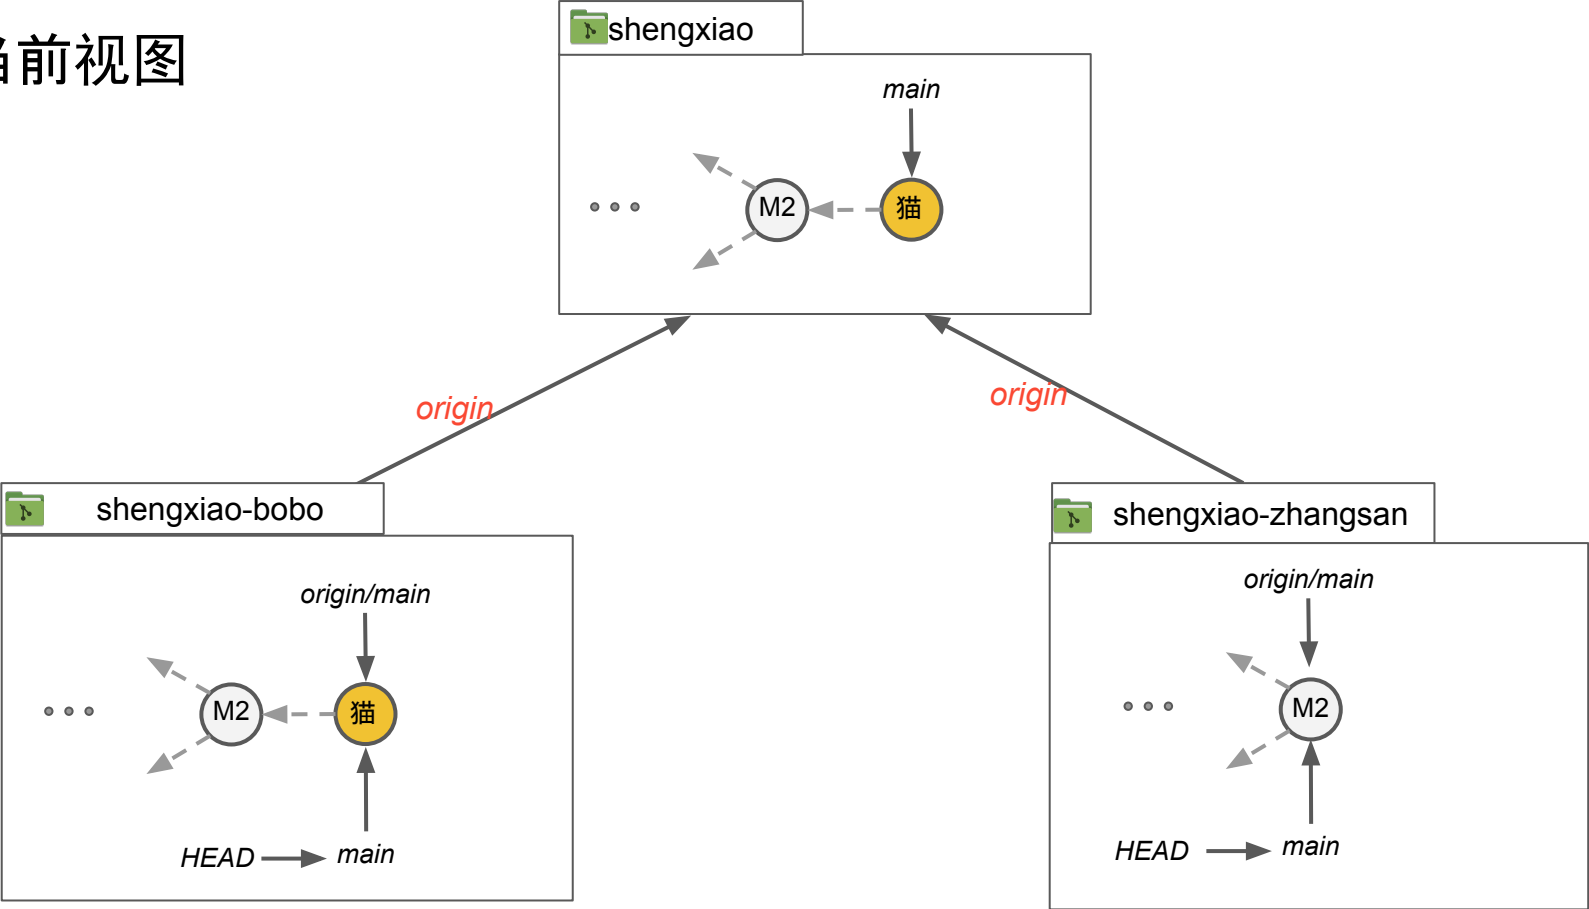 当前视图
shengxiao
main
M2
猫
origin
origin
shengxiao-bobo
origin/main
M2
猫
HEAD
main
shengxiao-zhangsan
origin/main
M2
HEAD
main